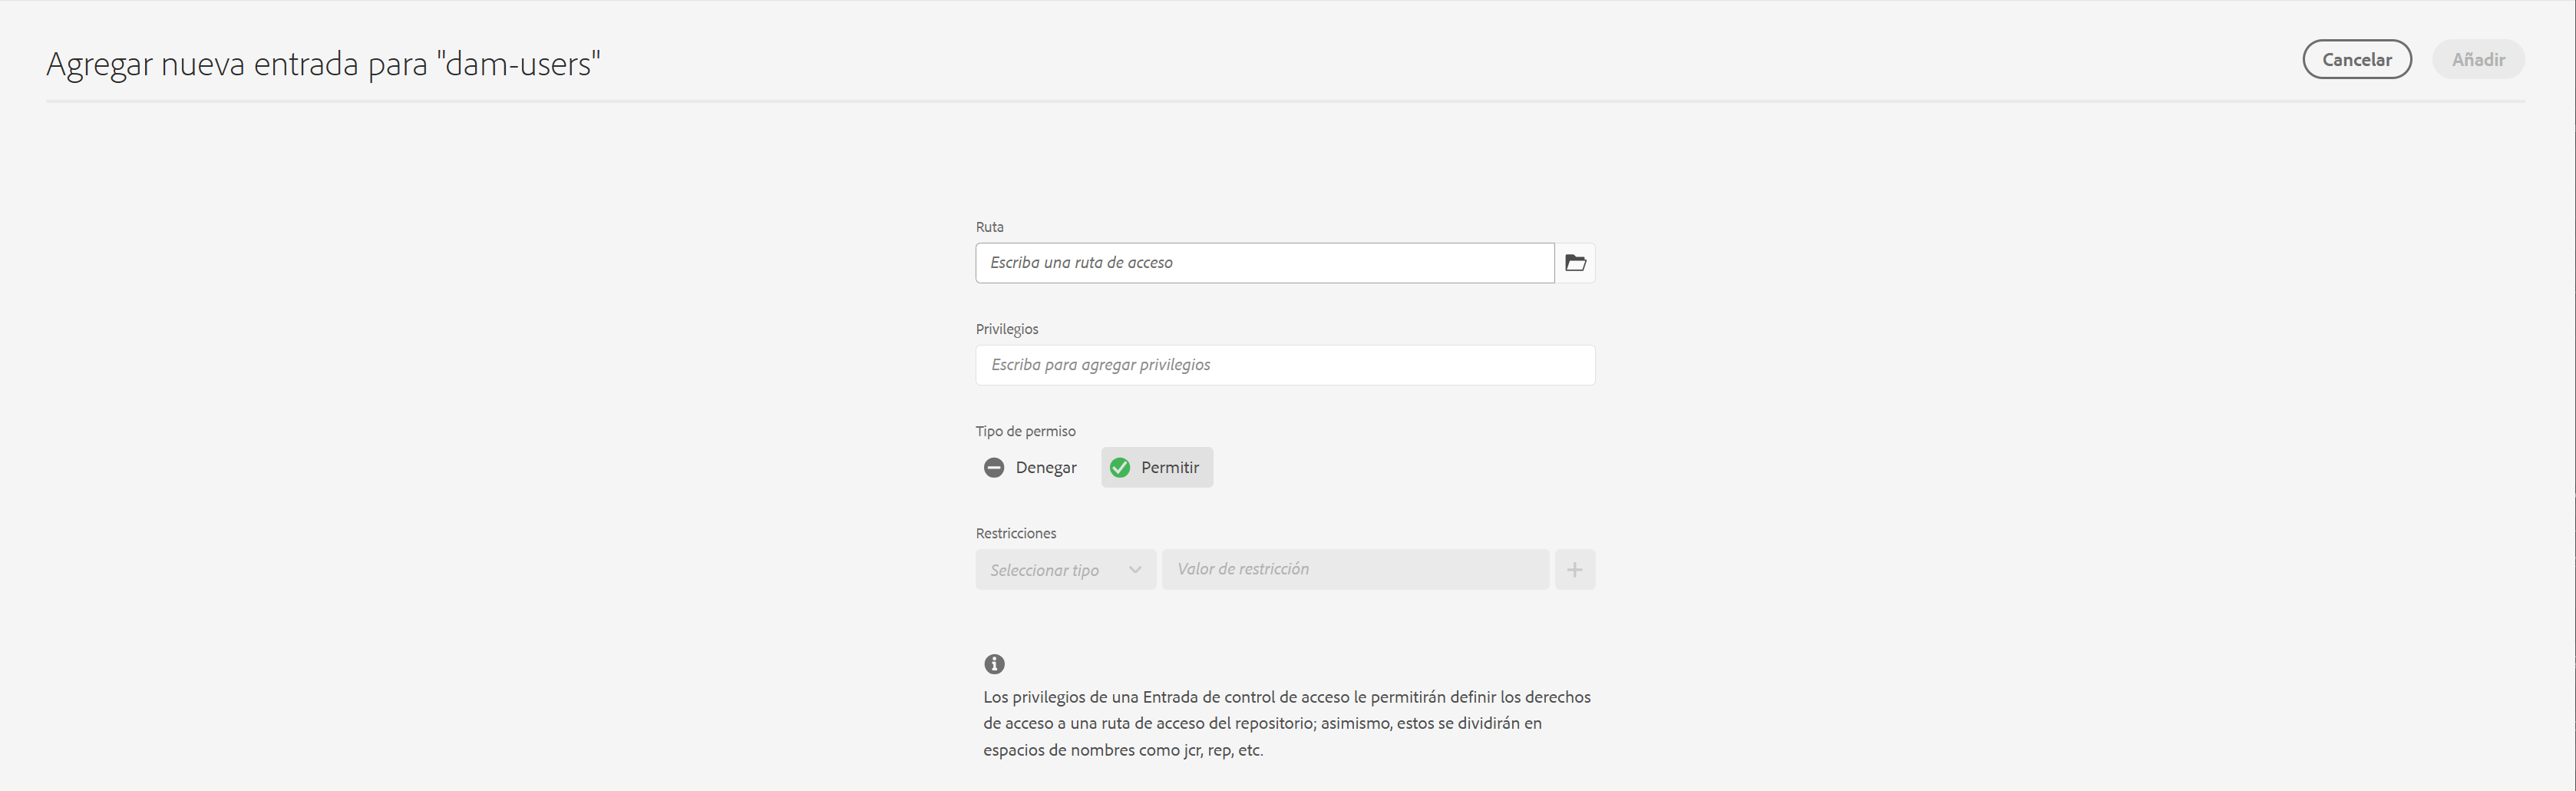 Agregar nueva entrada para "dam-users"
Cancelar
Añadir
Ruta
Escriba una ruta de acceso
Privilegios
Escriba para agregar privilegios
Tipo de permiso
Denegar
Permitir
Restricciones
Seleccionar tipo
Valor de restricción
Los privilegios de una Entrada de control de acceso le permitirán definir los derechos
de acceso a una ruta de acceso del repositorio; asimismo, estos se dividirán en
espacios de nombres como jcr, rep, etc.